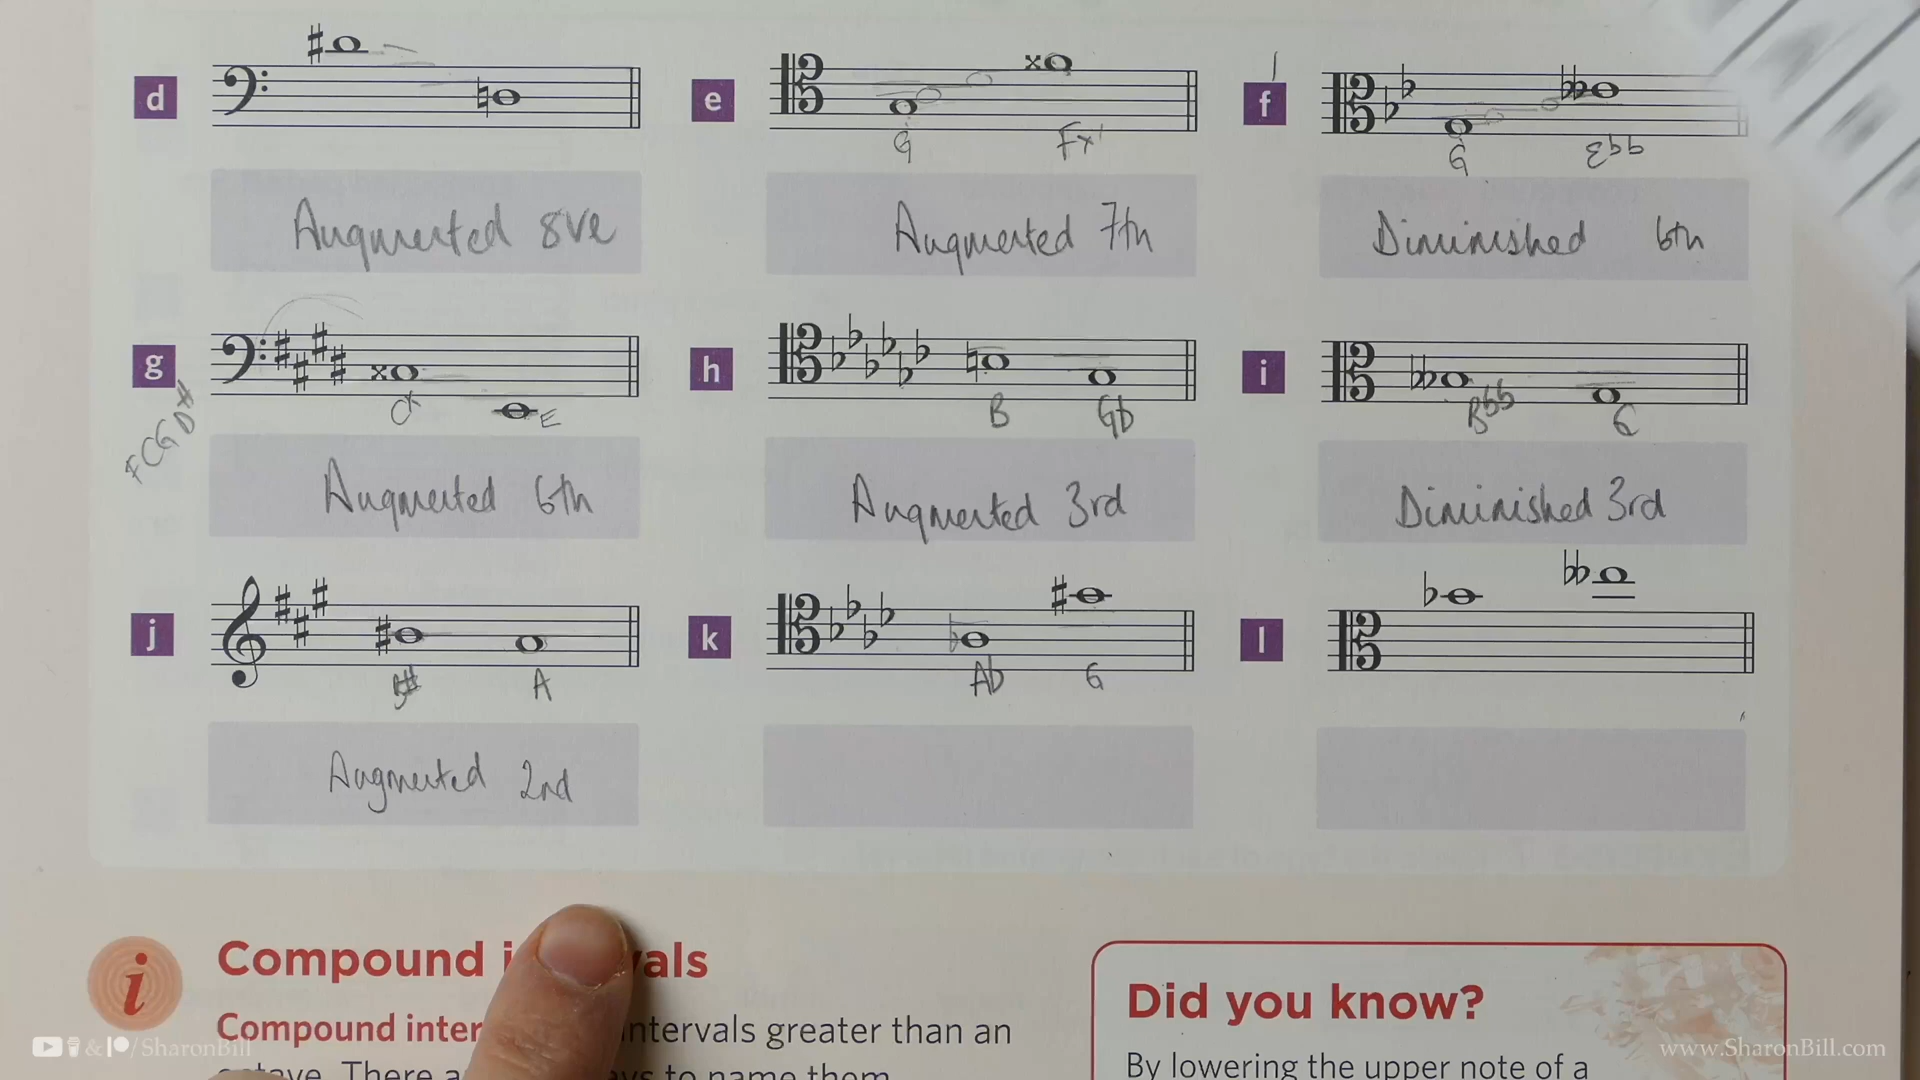 d e f
G Fx G Ebb
Augmented 8ve Augmented 7th Diminished 6th
g h i
Cx E B Gb Bbb G
FCGD#
Augmented 6th Augmented 3rd Diminished 3rd
j k l
B# A Ab G
Augmented 2nd
i Compound i vals
Compound inter ntervals greater than an
Did you know?
By lowering the upper note of a
&
/SharonBill
www.SharonBill.com